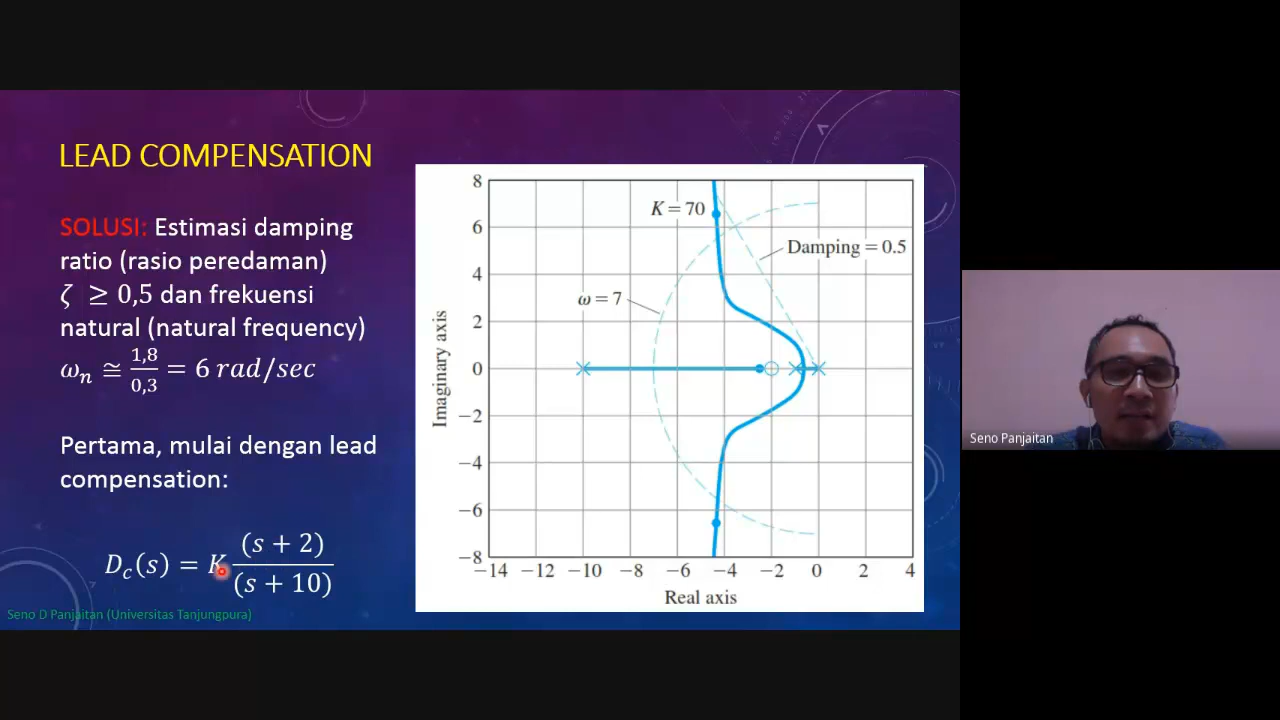 LEAD COMPENSATION
SOLUSI: Estimasi damping
ratio (rasio peredaman)
ζ ≥ 0,5 dan frekuensi
natural (natural frequency)
ωₙ ≅ 1,8/0,3 = 6 rad/sec
Pertama, mulai dengan lead
compensation:
D_c(s) = K (s + 2)/(s + 10)
Seno D Panjaitan (Universitas Tanjungpura)
K = 70
Damping = 0.5
ω = 7
Imaginary axis
8
6
4
2
0
−2
−4
−6
−8
−14 −12 −10 −8 −6 −4 −2 0 2 4
Real axis
Seno Panjaitan